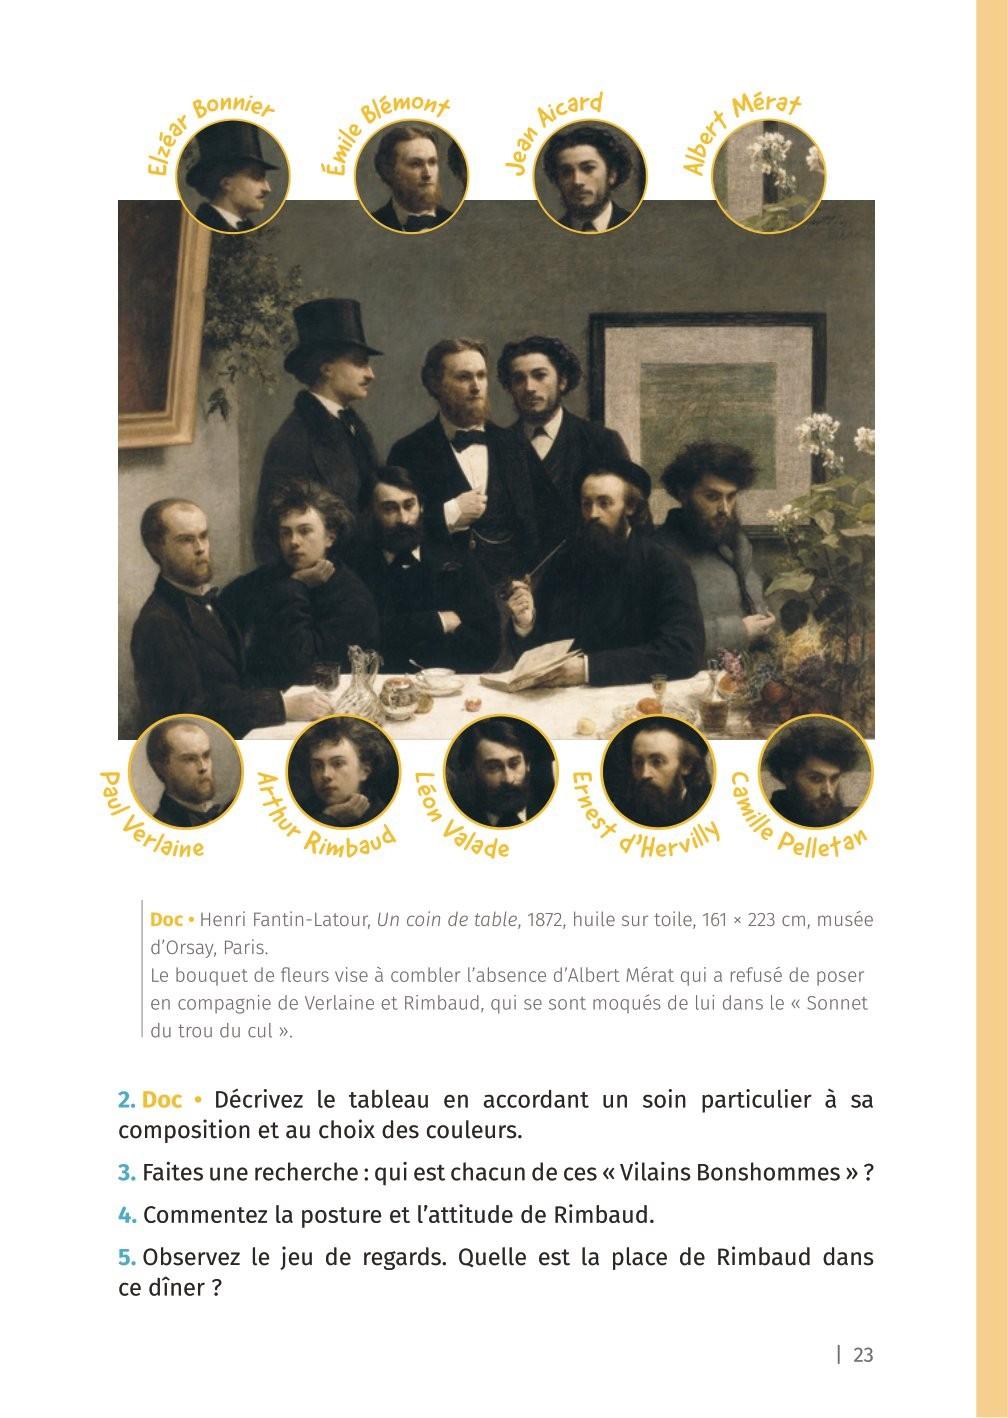 Elzéar Bonnier
Émile Blémont
Jean Aicard
Albert Mérat
Paul Verlaine
Arthur Rimbaud
Léon Valade
Ernest d'Hervilly
Camille Pelletan
Doc • Henri Fantin-Latour, Un coin de table, 1872, huile sur toile, 161 × 223 cm, musée
d'Orsay, Paris.
Le bouquet de fleurs vise à combler l'absence d'Albert Mérat qui a refusé de poser
en compagnie de Verlaine et Rimbaud, qui se sont moqués de lui dans le « Sonnet
du trou du cul ».
2. Doc • Décrivez le tableau en accordant un soin particulier à sa
composition et au choix des couleurs.
3. Faites une recherche : qui est chacun de ces « Vilains Bonshommes » ?
4. Commentez la posture et l'attitude de Rimbaud.
5. Observez le jeu de regards. Quelle est la place de Rimbaud dans
ce dîner ?
| 23